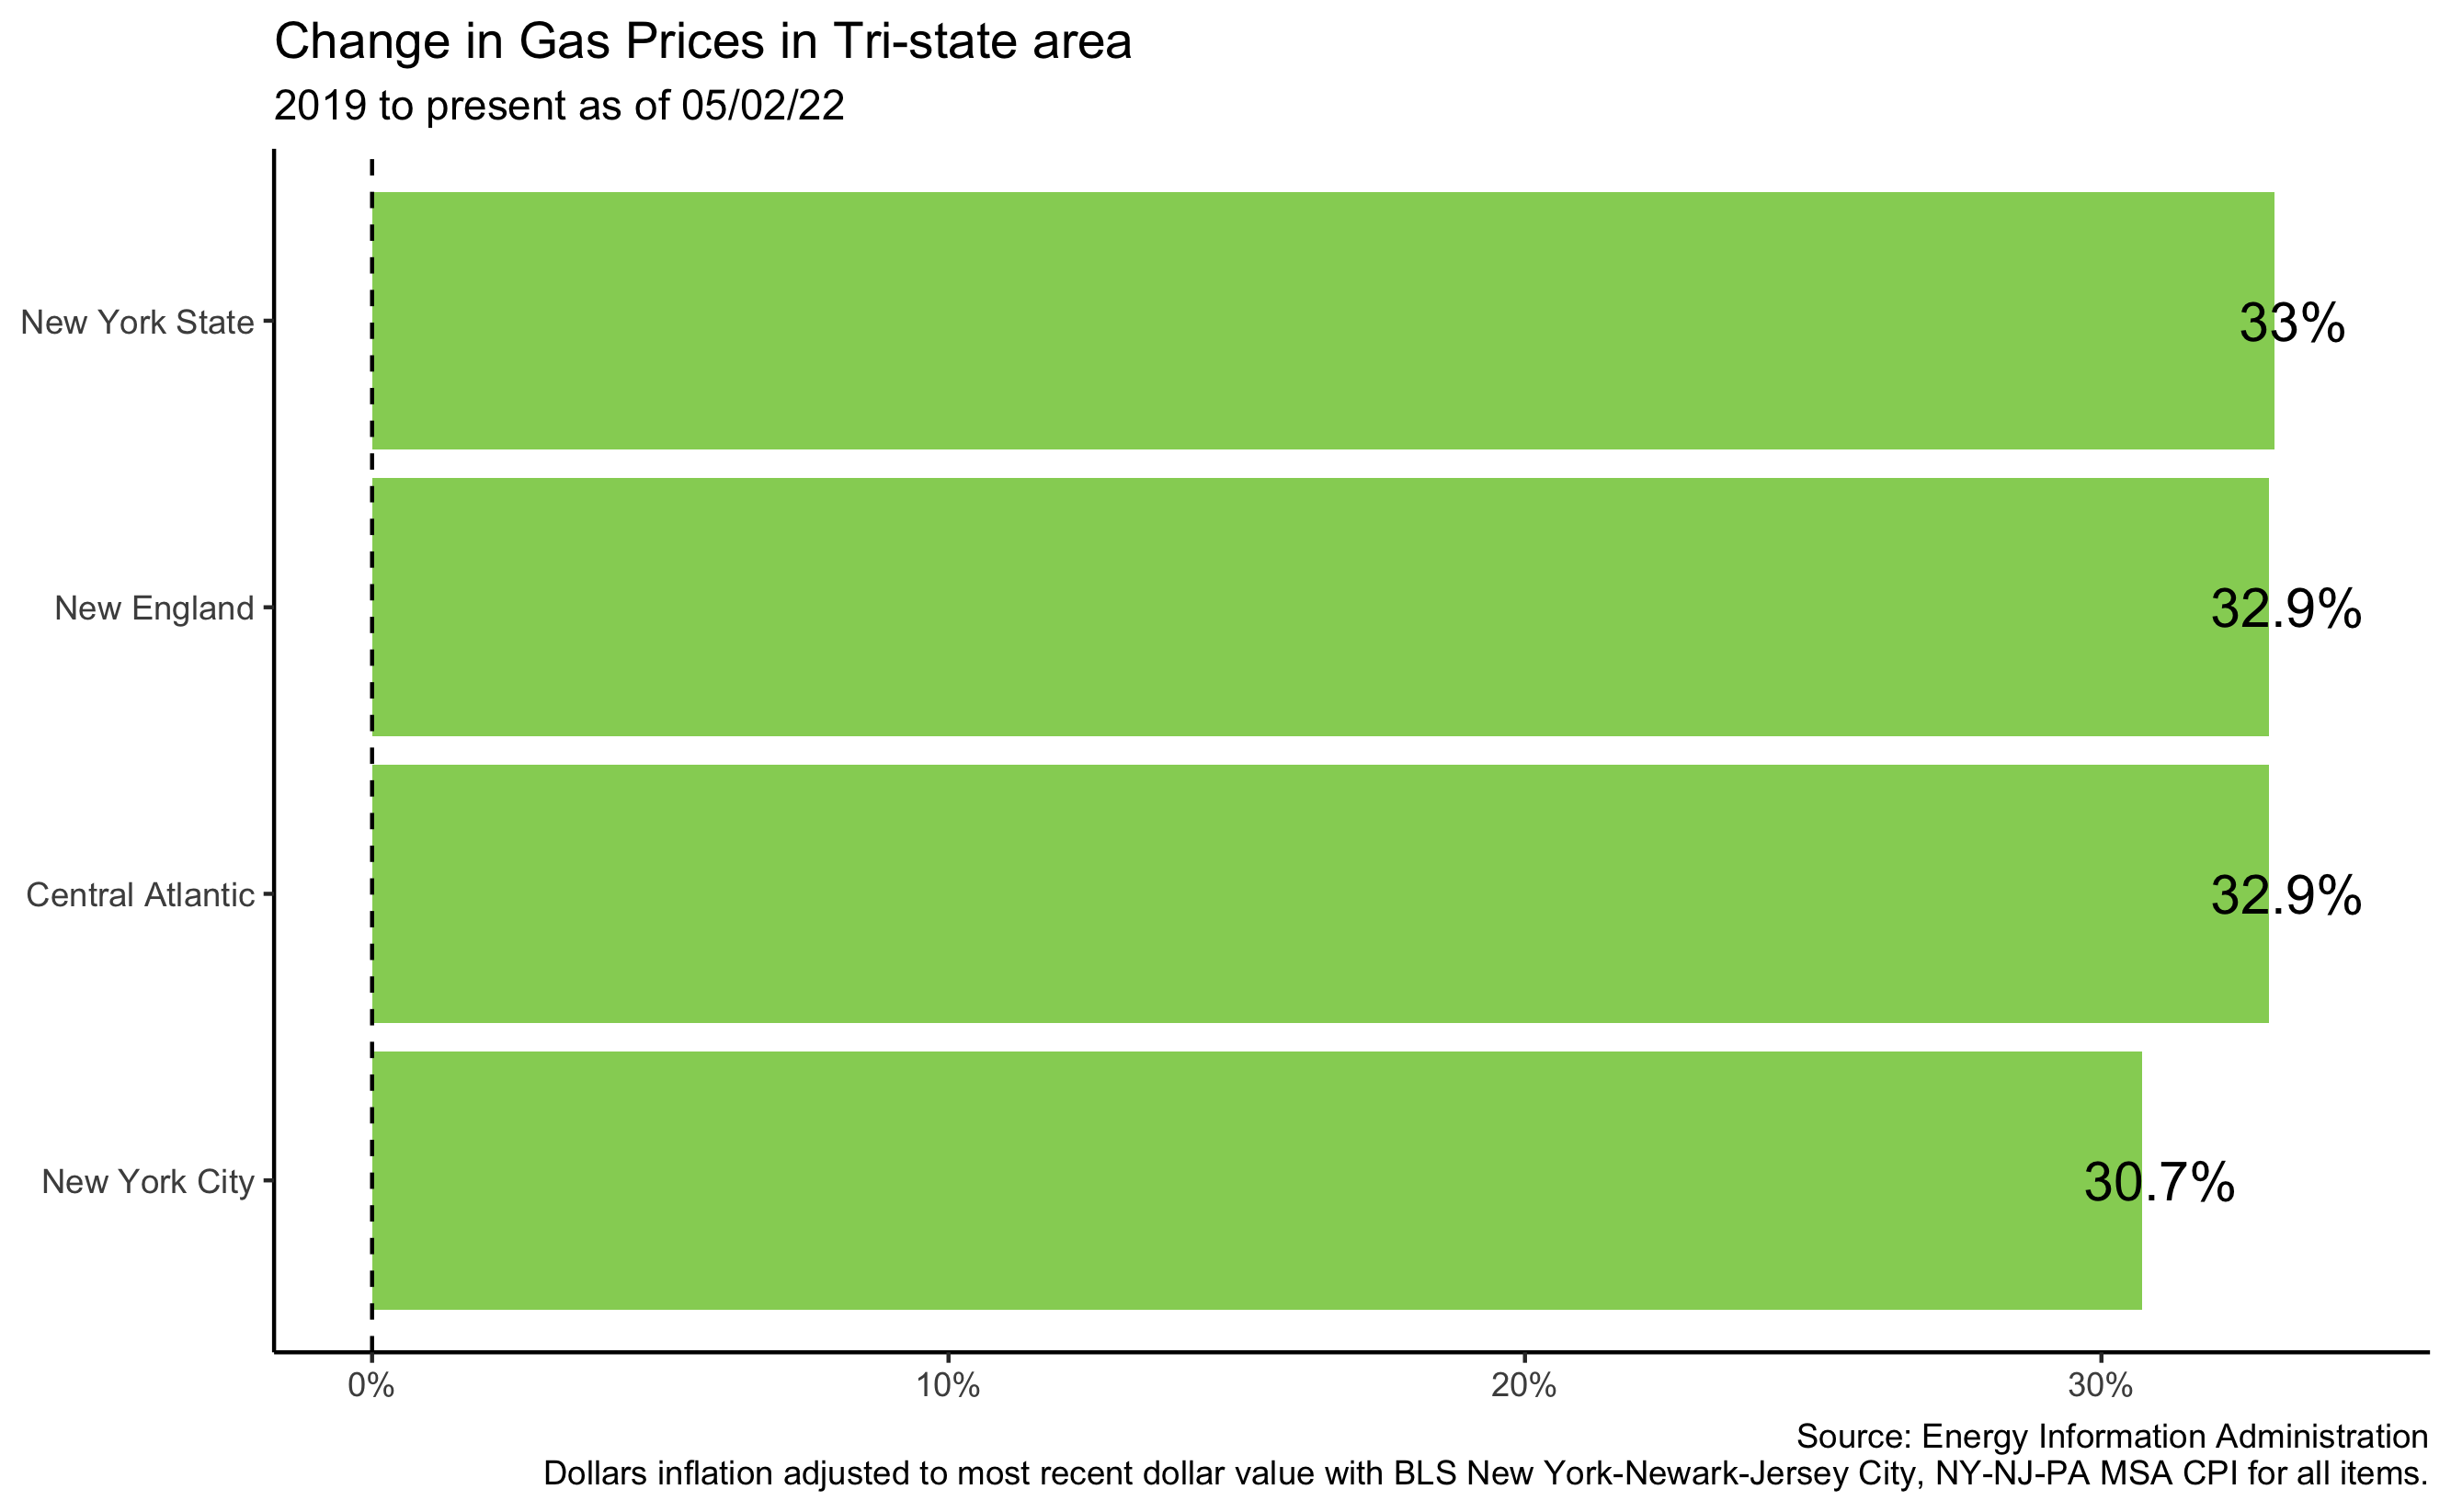 Change in Gas Prices in Tri-state area
2019 to present as of 05/02/22
New York State
33%
New England
32.9%
Central Atlantic
32.9%
New York City
30.7%
0%
10%
20%
30%
Source: Energy Information Administration
Dollars inflation adjusted to most recent dollar value with BLS New York-Newark-Jersey City, NY-NJ-PA MSA CPI for all items.